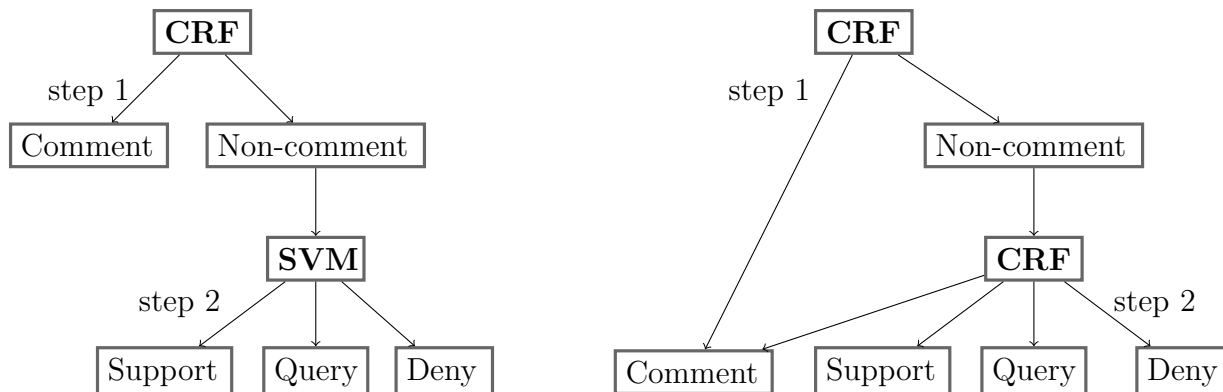 CRF
step 1
Comment
Non-comment
SVM
step 2
Support
Query
Deny
CRF
step 1
Non-comment
CRF
step 2
Comment
Support
Query
Deny